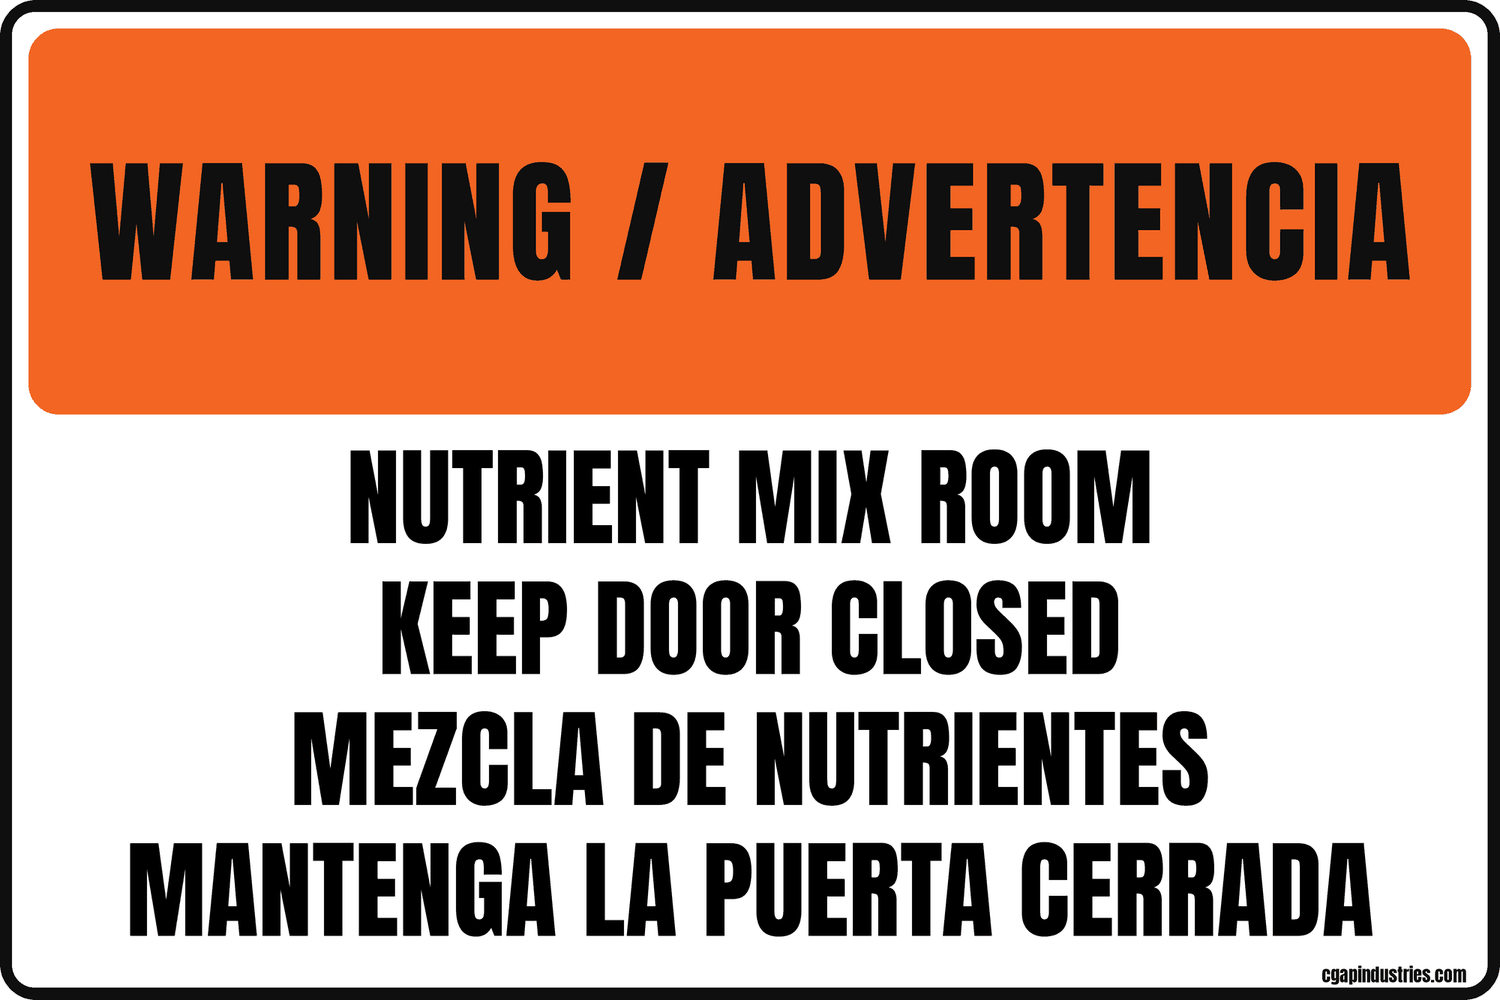 WARNING / ADVERTENCIA
NUTRIENT MIX ROOM
KEEP DOOR CLOSED
MEZCLA DE NUTRIENTES
MANTENGA LA PUERTA CERRADA
cgapindustries.com